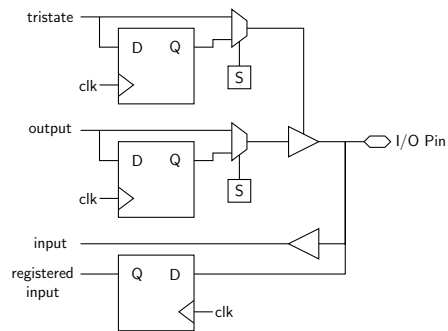 tristate
D Q
clk
S
output
I/O Pin
D Q
clk
S
input
registered
input
Q D
clk